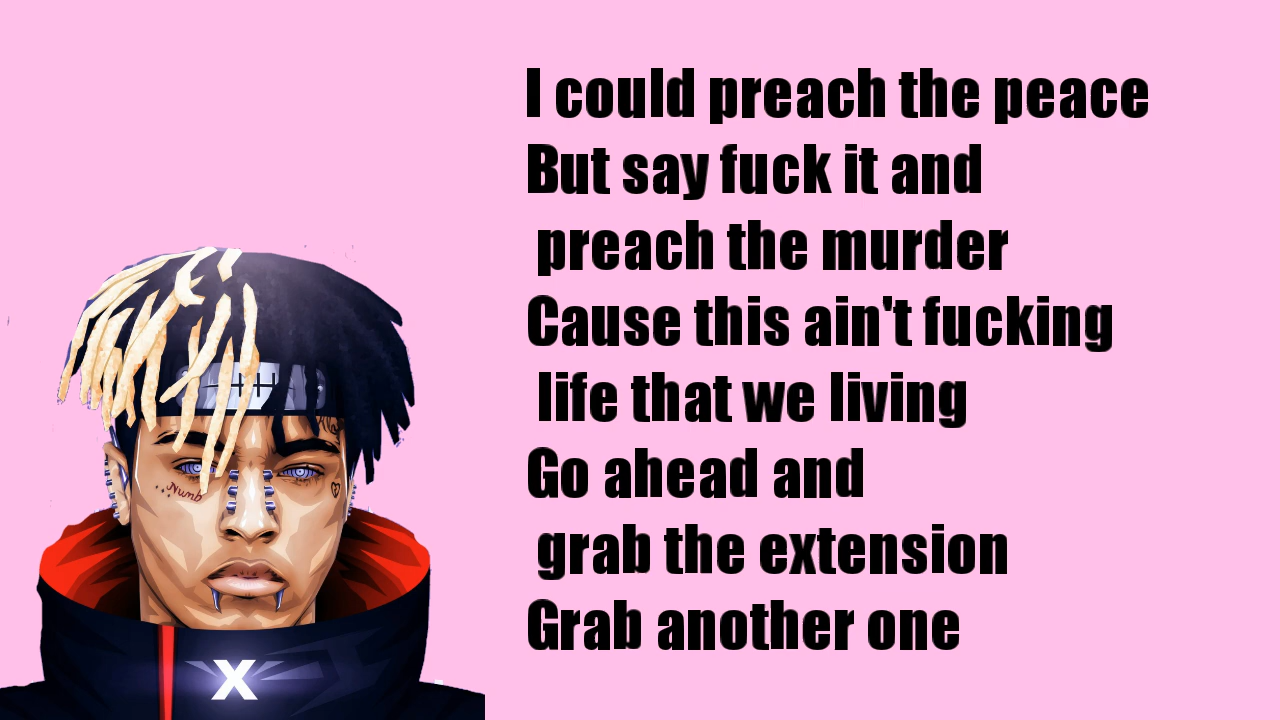 I could preach the peace
But say fuck it and
preach the murder
Cause this ain't fucking
life that we living
Go ahead and
grab the extension
Grab another one
Numb
X